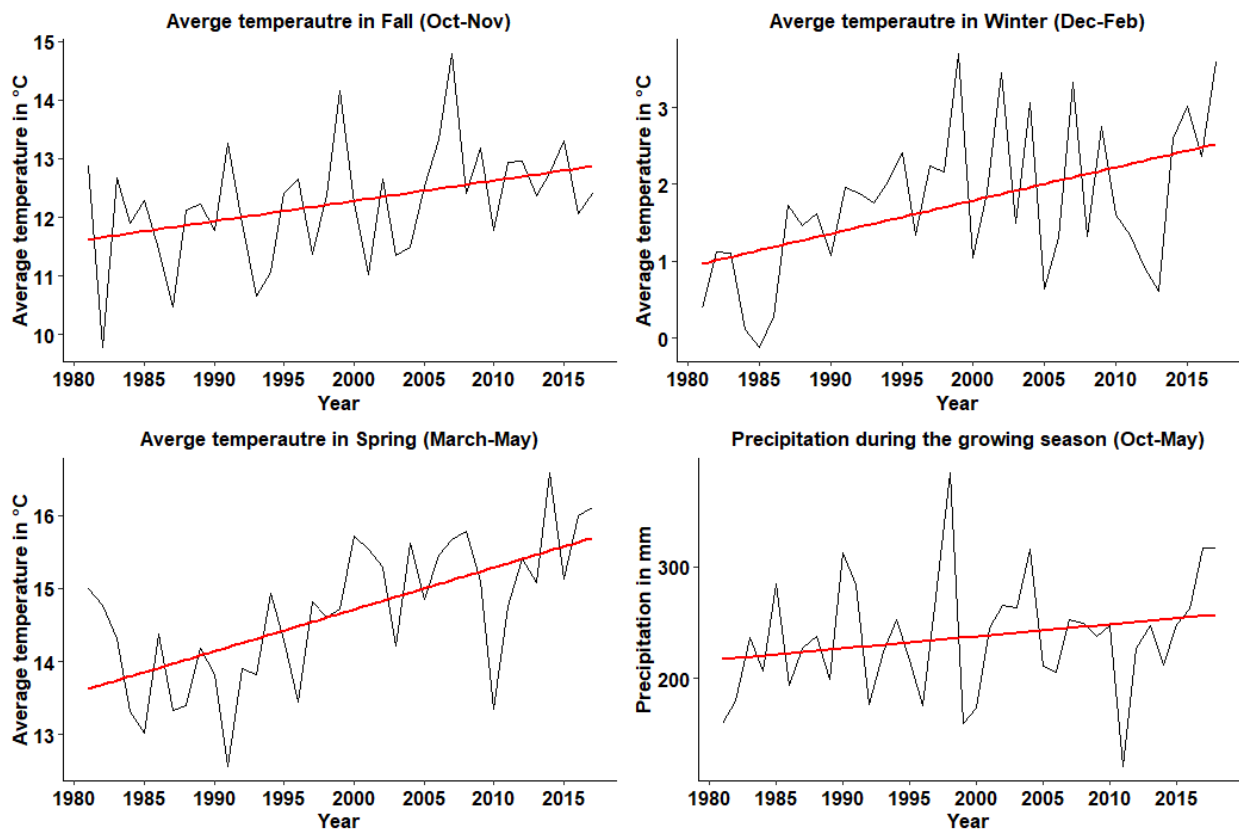 Averge temperautre in Fall (Oct-Nov)
Average temperature in °C
15
14
13
12
11
10
1980 1985 1990 1995 2000 2005 2010 2015
Year
Averge temperautre in Winter (Dec-Feb)
Average temperature in °C
3
2
1
0
1980 1985 1990 1995 2000 2005 2010 2015
Year
Averge temperautre in Spring (March-May)
Average temperature in °C
16
15
14
13
1980 1985 1990 1995 2000 2005 2010 2015
Year
Precipitation during the growing season (Oct-May)
Precipitation in mm
300
200
1980 1985 1990 1995 2000 2005 2010 2015
Year